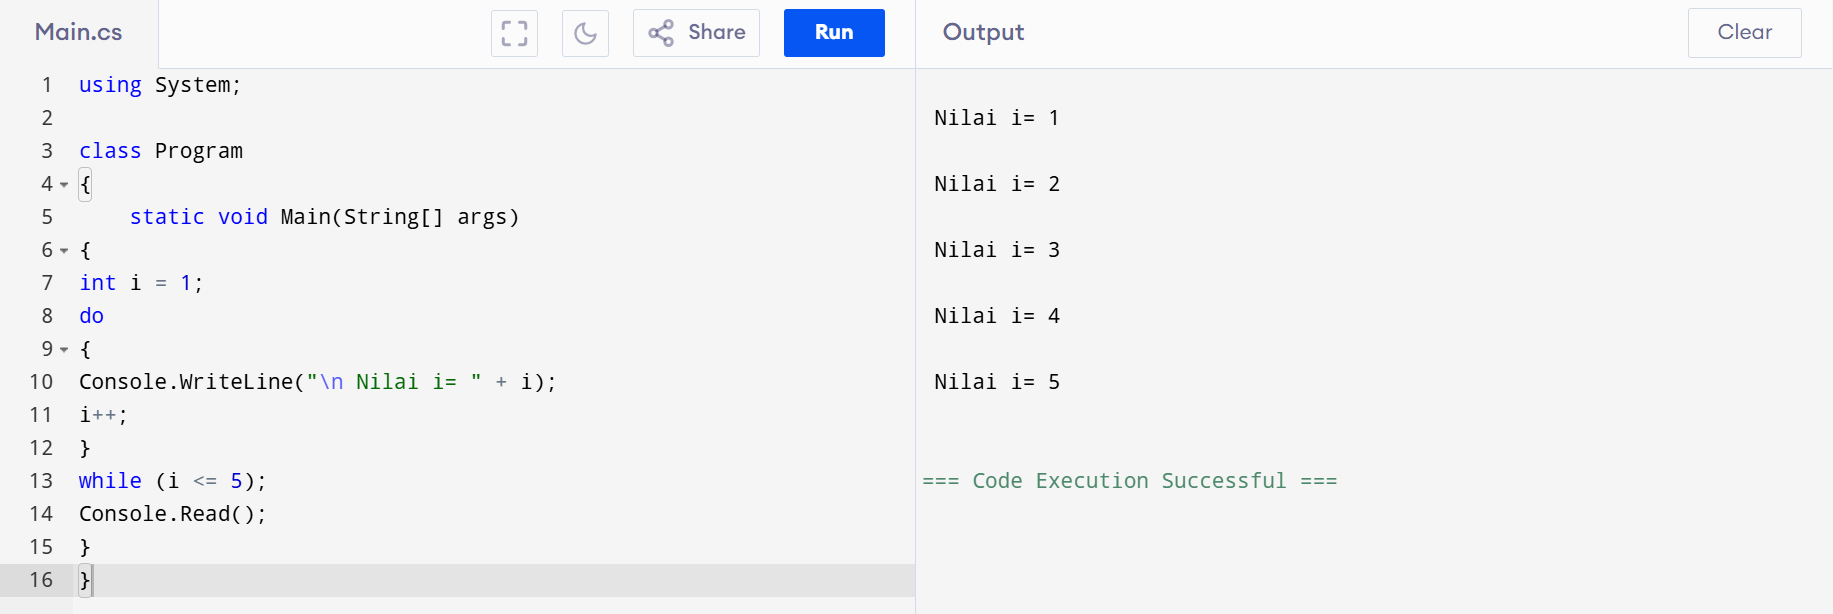 Main.cs
Share
Run
Output
Clear
1 using System;
2
3 class Program
4 {
5     static void Main(String[] args)
6 {
7 int i = 1;
8 do
9 {
10 Console.WriteLine("\n Nilai i= " + i);
11 i++;
12 }
13 while (i <= 5);
14 Console.Read();
15 }
16 }
Nilai i= 1
Nilai i= 2
Nilai i= 3
Nilai i= 4
Nilai i= 5
=== Code Execution Successful ===